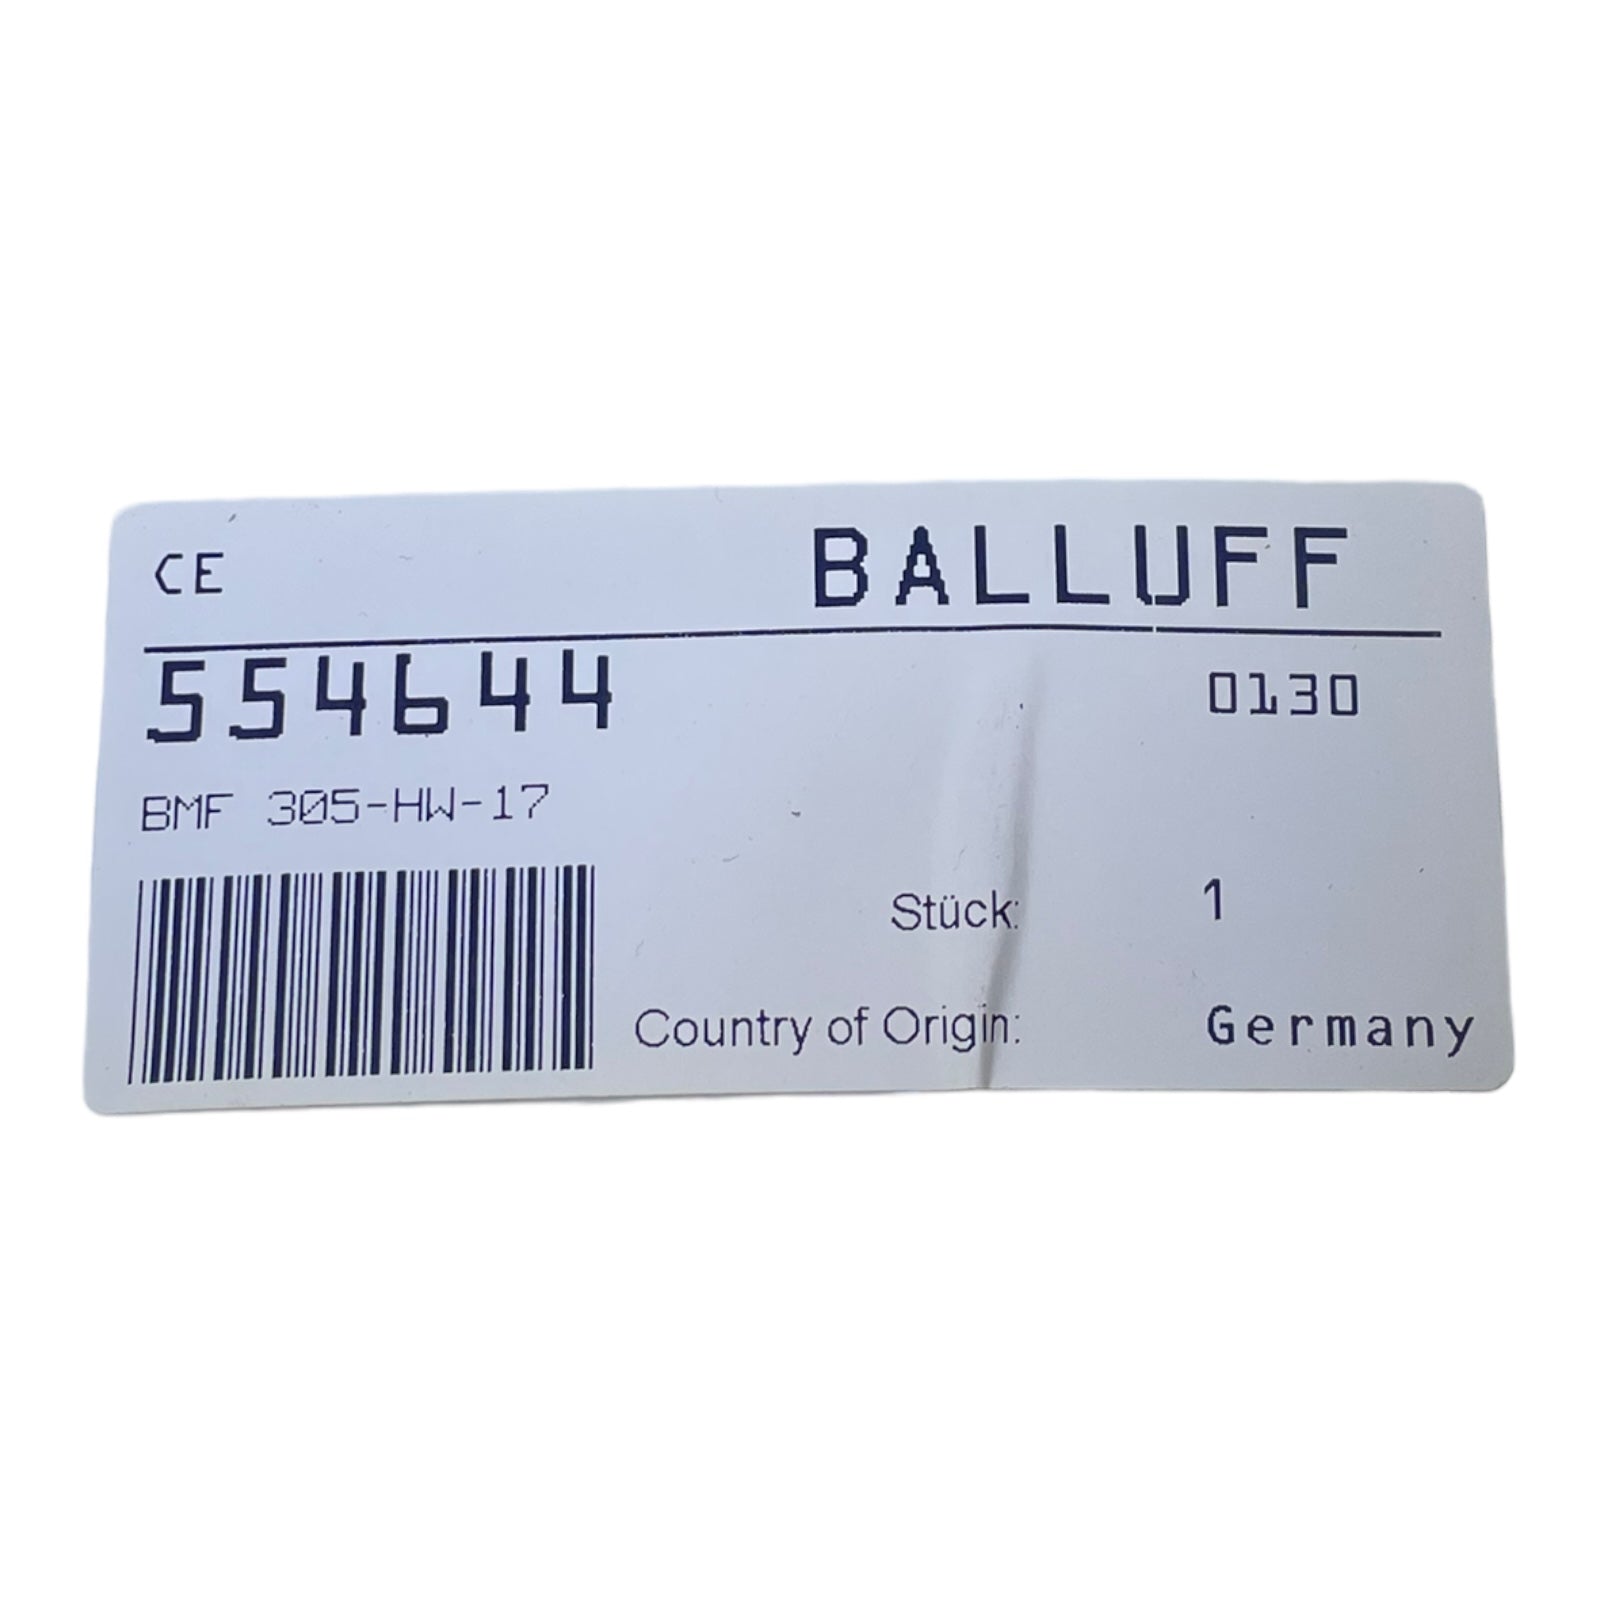 CE BALLUFF
554644 0130
BMF 305-HW-17
Stück: 1
Country of Origin: Germany